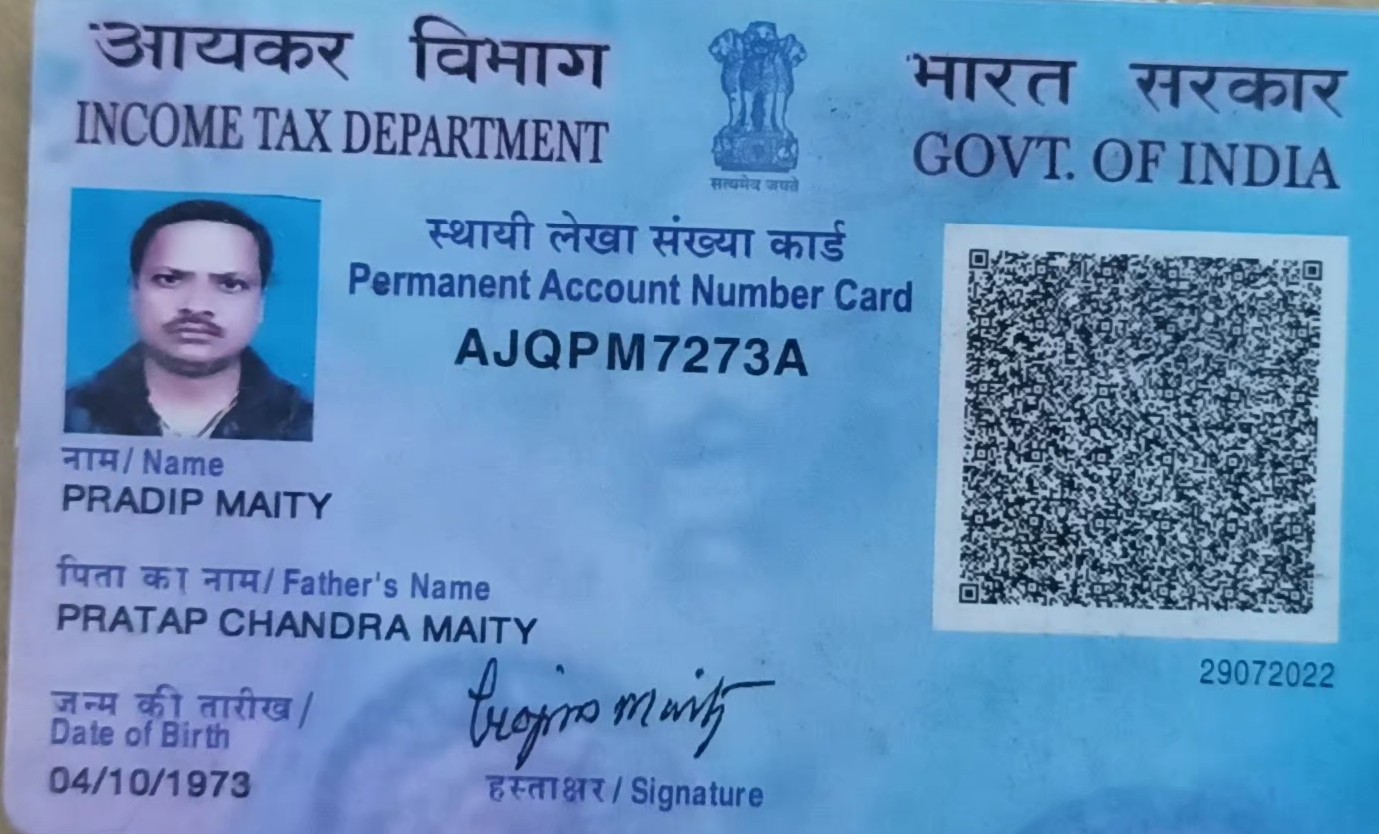 आयकर विभाग
INCOME TAX DEPARTMENT
सत्यमेव जयते
भारत सरकार
GOVT. OF INDIA
स्थायी लेखा संख्या कार्ड
Permanent Account Number Card
AJQPM7273A
नाम / Name
PRADIP MAITY
पिता का नाम / Father's Name
PRATAP CHANDRA MAITY
29072022
जन्म की तारीख /
Date of Birth
04/10/1973
Maity
हस्ताक्षर / Signature